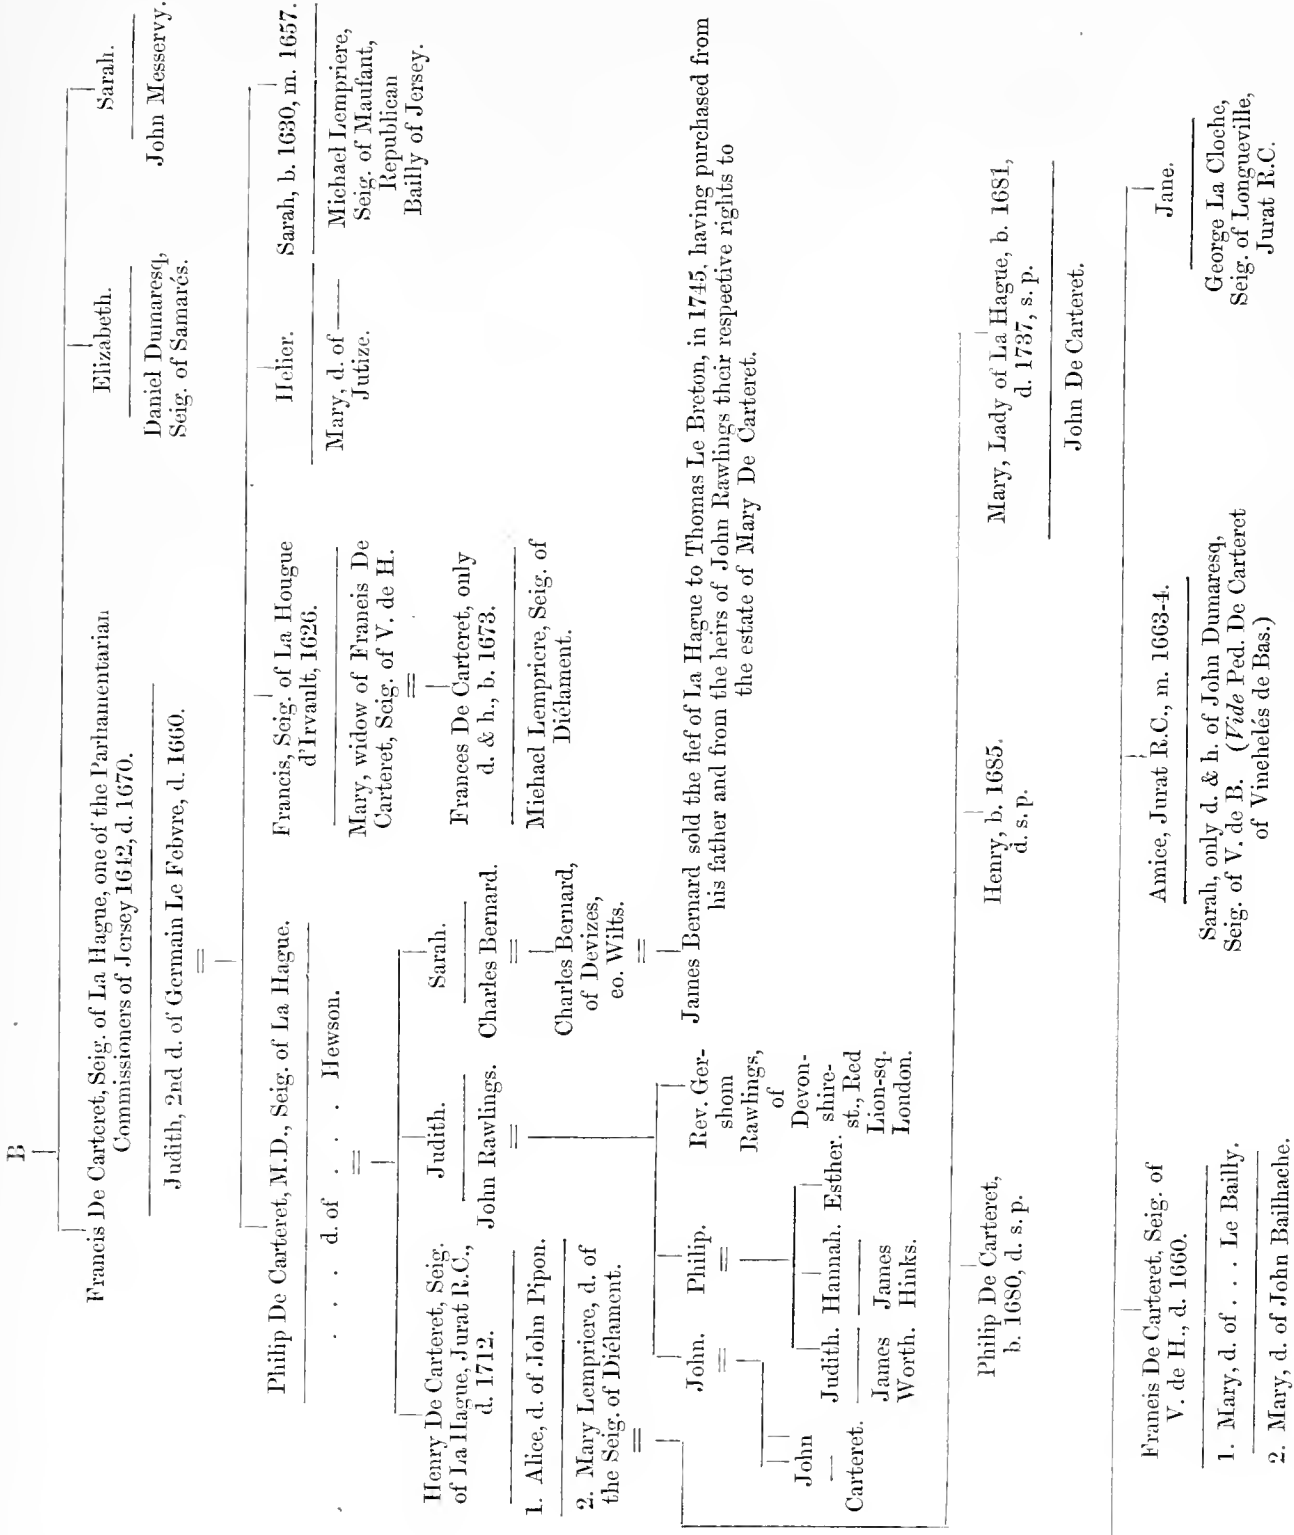 B
Francis De Carteret, Seig. of La Hague, one of the Parliamentarian
Commissioners of Jersey 1642, d. 1670.
Judith, 2nd d. of Germain Le Febvre, d. 1660.
Elizabeth.
Daniel Dumaresq,
Seig. of Samarés.
Sarah.
John Messervy.
Philip De Carteret, M.D., Seig. of La Hague.
. . . d. of . . . Hewson.
Francis, Seig. of La Hougue
d'Irvault, 1626.
Mary, widow of Francis De
Carteret, Seig. of V. de H.
Frances De Carteret, only
d. & h., b. 1673.
Michael Lempriere, Seig. of
Diélament.
Helier.
Mary, d. of ——
Jutize.
Sarah, b. 1630, m. 1657.
Michael Lempriere,
Seig. of Maufant,
Republican
Bailly of Jersey.
Henry De Carteret, Seig.
of La Hague, Jurat R.C.,
d. 1712.
1. Alice, d. of John Pipon.
2. Mary Lempriere, d. of
the Seig. of Diélament.
Judith.
John Rawlings.
Sarah.
Charles Bernard.
Charles Bernard,
of Devizes,
co. Wilts.
James Bernard sold the fief of La Hague to Thomas Le Breton, in 1745, having purchased from
his father and from the heirs of John Rawlings their respective rights to
the estate of Mary De Carteret.
John.
Philip.
Rev. Ger-
shom
Rawlings,
of
Devon-
shire-
st., Red
Lion-sq.
London.
John
—
Carteret.
Judith.
James
Worth.
Hannah.
James
Hinks.
Esther.
Philip De Carteret,
b. 1680, d. s. p.
Henry, b. 1685.
d. s. p.
Mary, Lady of La Hague, b. 1681,
d. 1737, s. p.
John De Carteret.
Francis De Carteret, Seig. of
V. de H., d. 1660.
1. Mary, d. of . . . Le Bailly.
2. Mary, d. of John Bailhache.
Amice, Jurat R.C., m. 1663-4.
Sarah, only d. & h. of John Dumaresq,
Seig. of V. de B. (Vide Ped. De Carteret
of Vinchelés de Bas.)
Jane.
George La Cloche,
Seig. of Longueville,
Jurat R.C.